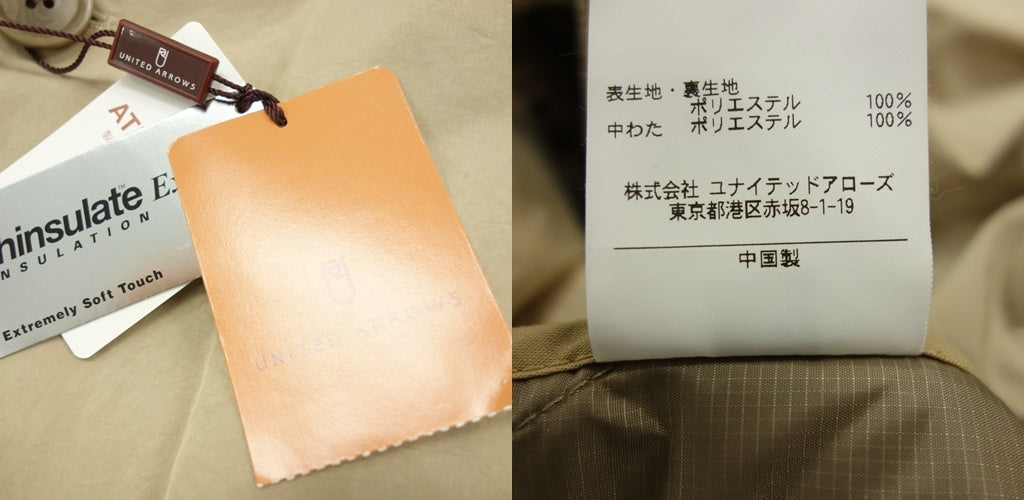 UNITED ARROWS
AT
insulate™ Ex
NSULATION
Extremely Soft Touch
UNITED ARROWS
表生地・裏生地
ポリエステル 100%
中わた ポリエステル 100%
株式会社 ユナイテッドアローズ
東京都港区赤坂8-1-19
中国製